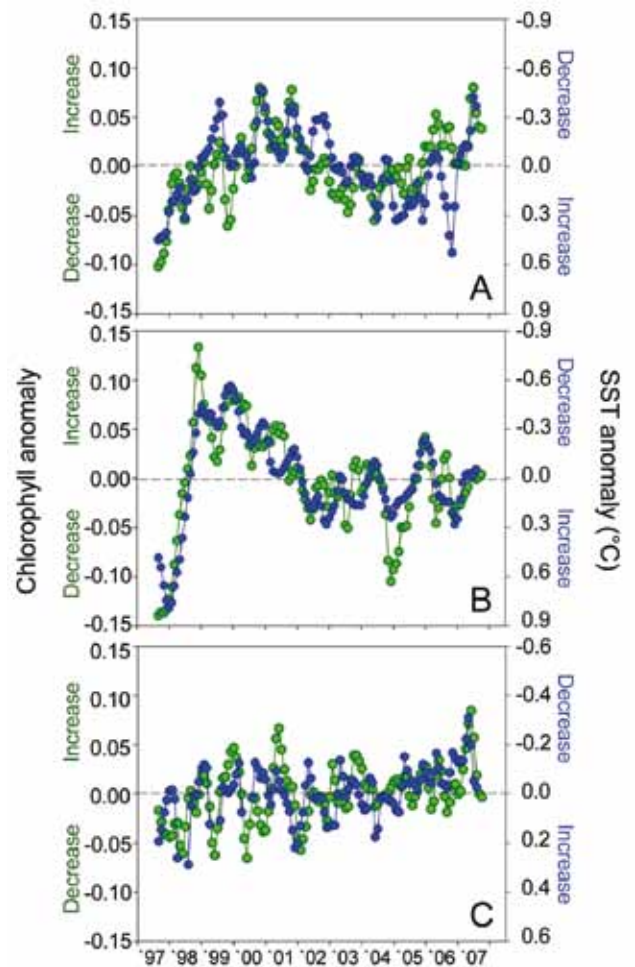 Chlorophyll anomaly
SST anomaly (°C)
Increase
Decrease
0.15
0.10
0.05
0.00
-0.05
-0.10
-0.15
-0.9
-0.6
-0.3
0.0
0.3
0.6
0.9
Decrease
Increase
A
Increase
Decrease
0.15
0.10
0.05
0.00
-0.05
-0.10
-0.15
-0.9
-0.6
-0.3
0.0
0.3
0.6
0.9
Decrease
Increase
B
Increase
Decrease
0.15
0.10
0.05
0.00
-0.05
-0.10
-0.15
-0.6
-0.4
-0.2
0.0
0.2
0.4
0.6
Decrease
Increase
C
'97 '98 '99 '00 '01 '02 '03 '04 '05 '06 '07